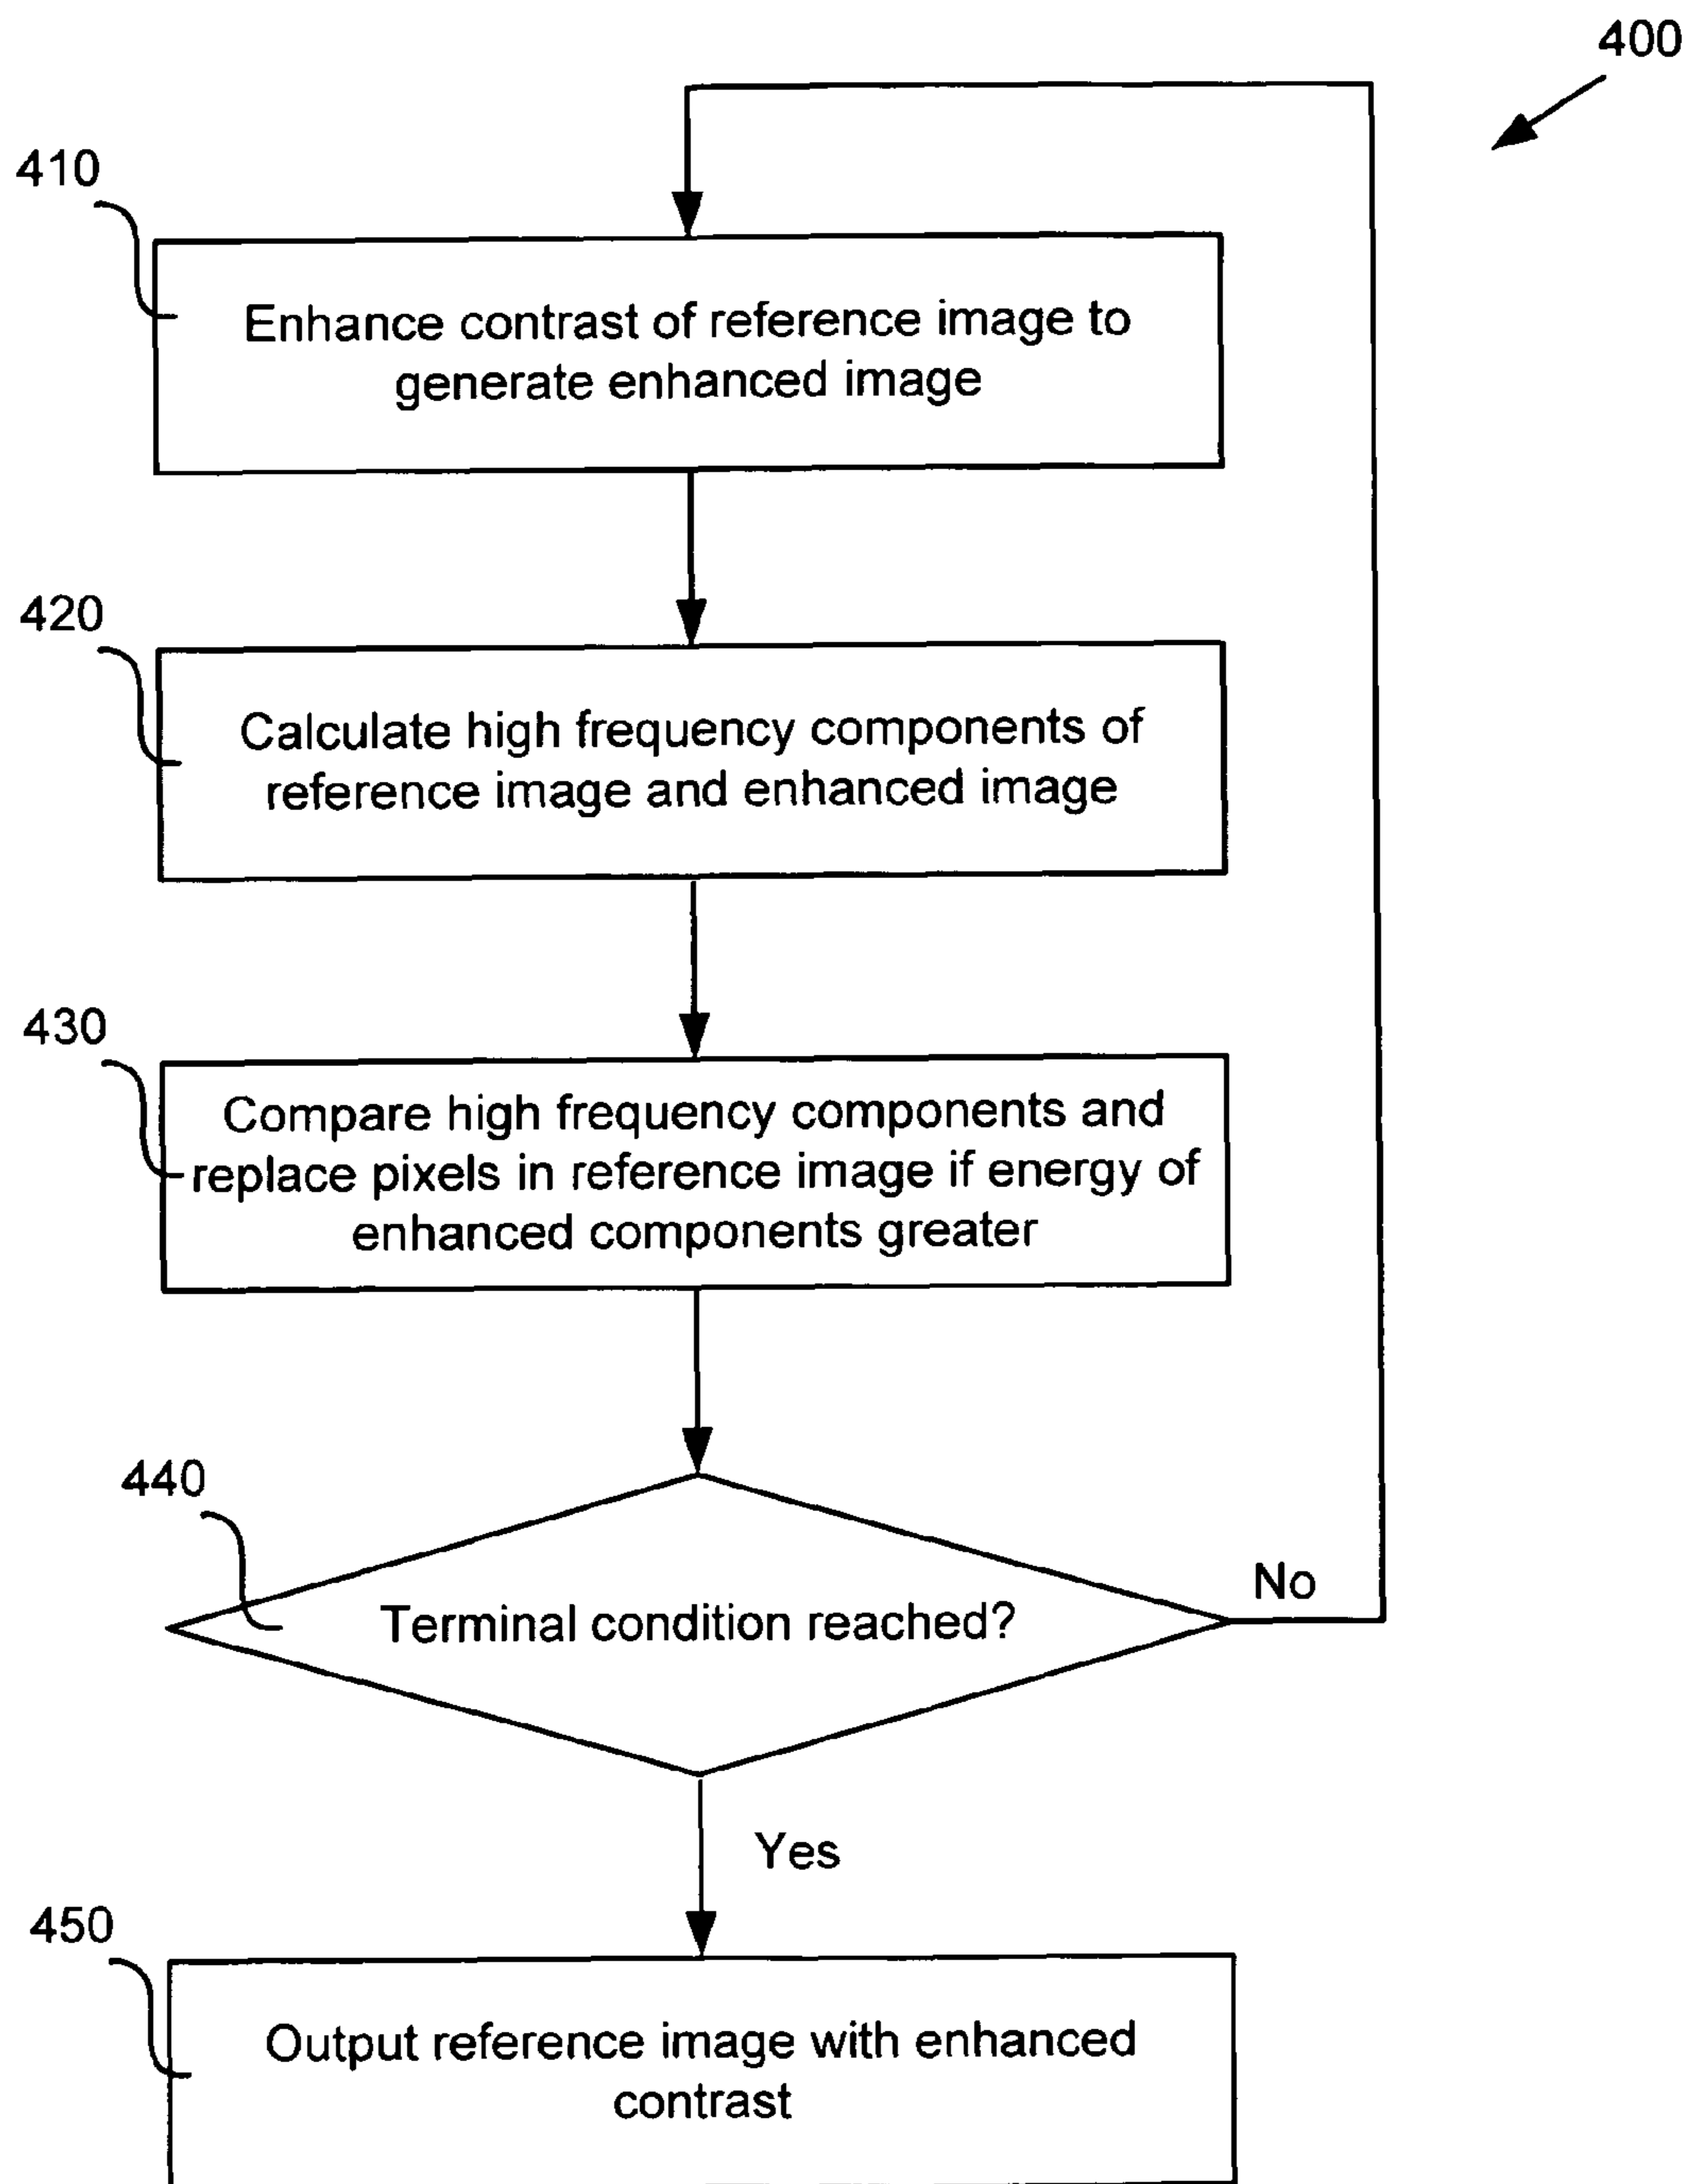 400
410
Enhance contrast of reference image to
generate enhanced image
420
Calculate high frequency components of
reference image and enhanced image
430
Compare high frequency components and
replace pixels in reference image if energy of
enhanced components greater
440
Terminal condition reached?
No
Yes
450
Output reference image with enhanced
contrast